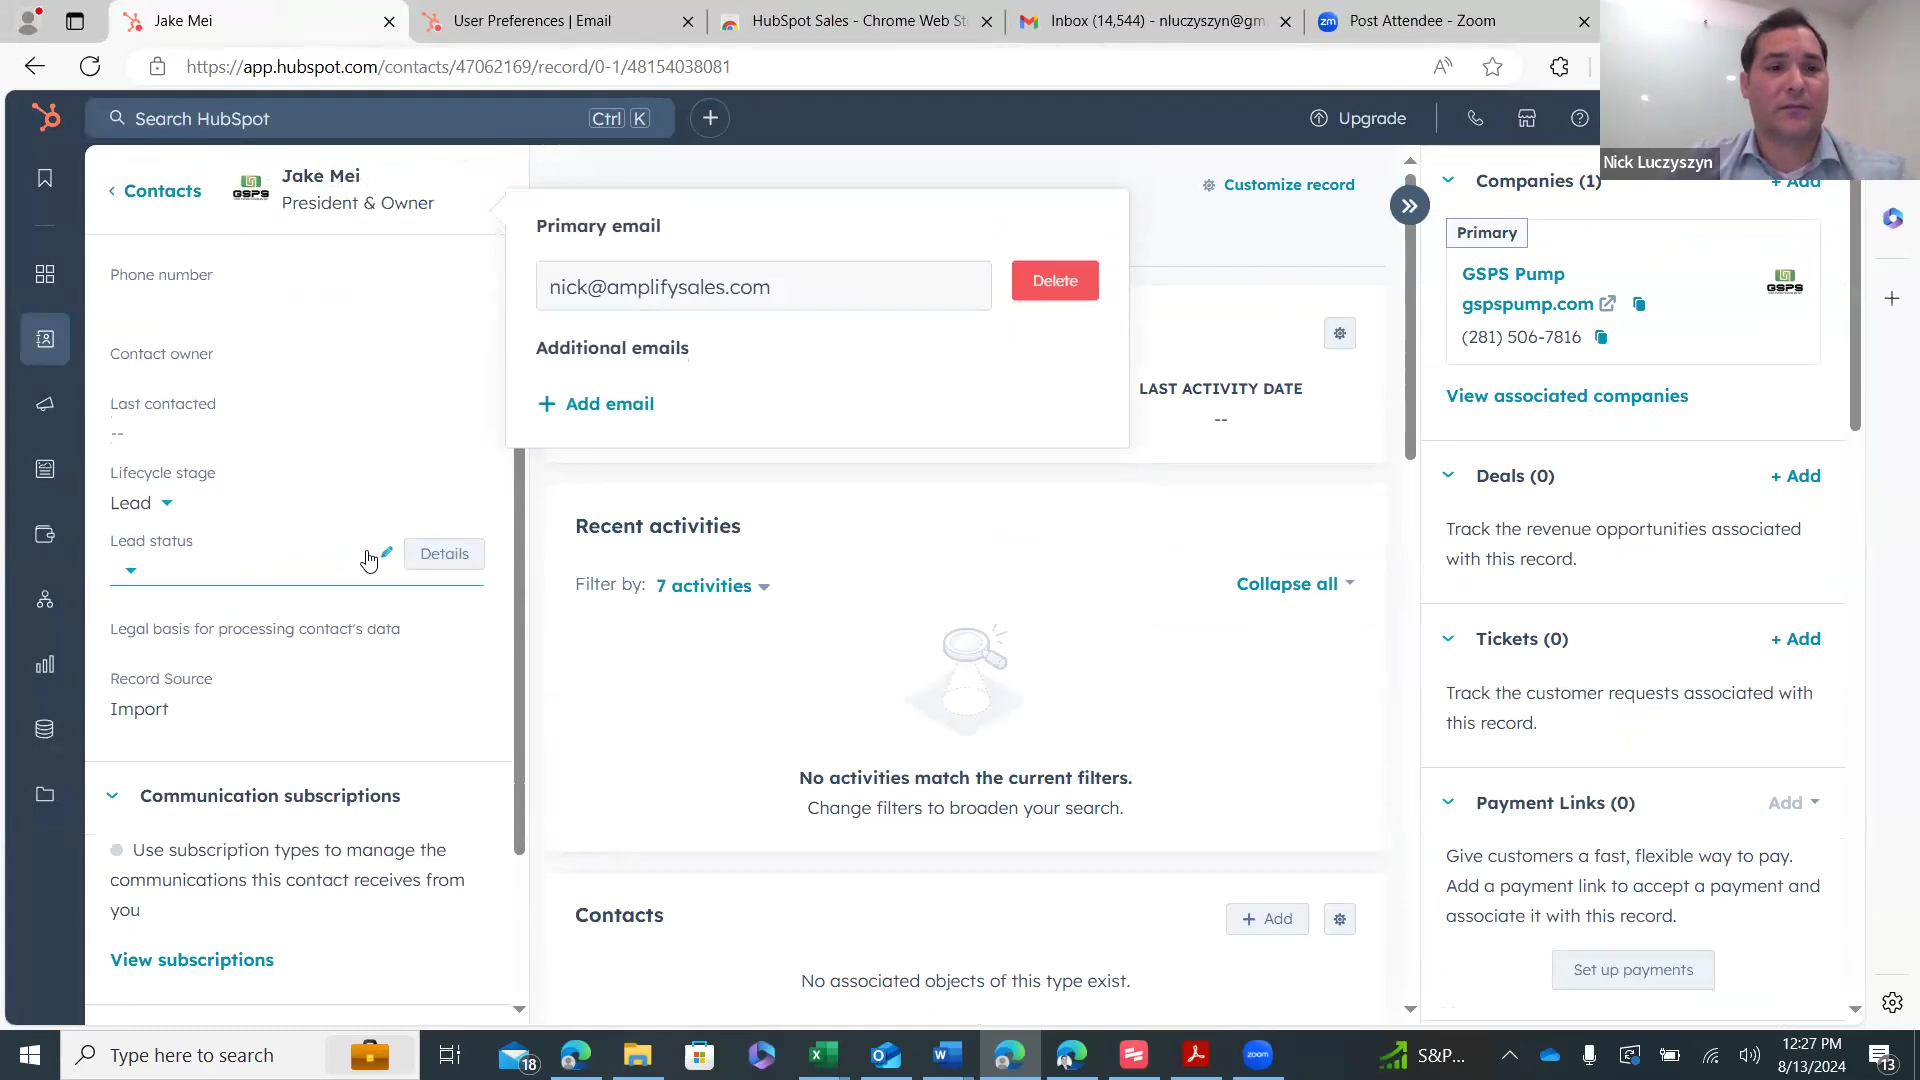 Jake Mei
User Preferences | Email
HubSpot Sales - Chrome Web St
Inbox (14,544) - nluczyszyn@gm
Post Attendee - Zoom
https://app.hubspot.com/contacts/47062169/record/0-1/48154038081
Search HubSpot
Ctrl K
Upgrade
Nick Luczyszyn
Contacts
GSPS
Jake Mei
President & Owner
Phone number
Contact owner
Last contacted
--
Lifecycle stage
Lead
Lead status
Details
Legal basis for processing contact's data
Record Source
Import
Communication subscriptions
Use subscription types to manage the
communications this contact receives from
you
View subscriptions
Customize record
Primary email
nick@amplifysales.com
Delete
Additional emails
+ Add email
LAST ACTIVITY DATE
--
Recent activities
Filter by: 7 activities
Collapse all
No activities match the current filters.
Change filters to broaden your search.
Contacts
+ Add
No associated objects of this type exist.
Companies (1)
+ Add
Primary
GSPS Pump
gspspump.com
(281) 506-7816
GSPS
View associated companies
Deals (0)
+ Add
Track the revenue opportunities associated
with this record.
Tickets (0)
+ Add
Track the customer requests associated with
this record.
Payment Links (0)
Add
Give customers a fast, flexible way to pay.
Add a payment link to accept a payment and
associate it with this record.
Set up payments
Type here to search
18
zoom
S&P...
12:27 PM
8/13/2024
13